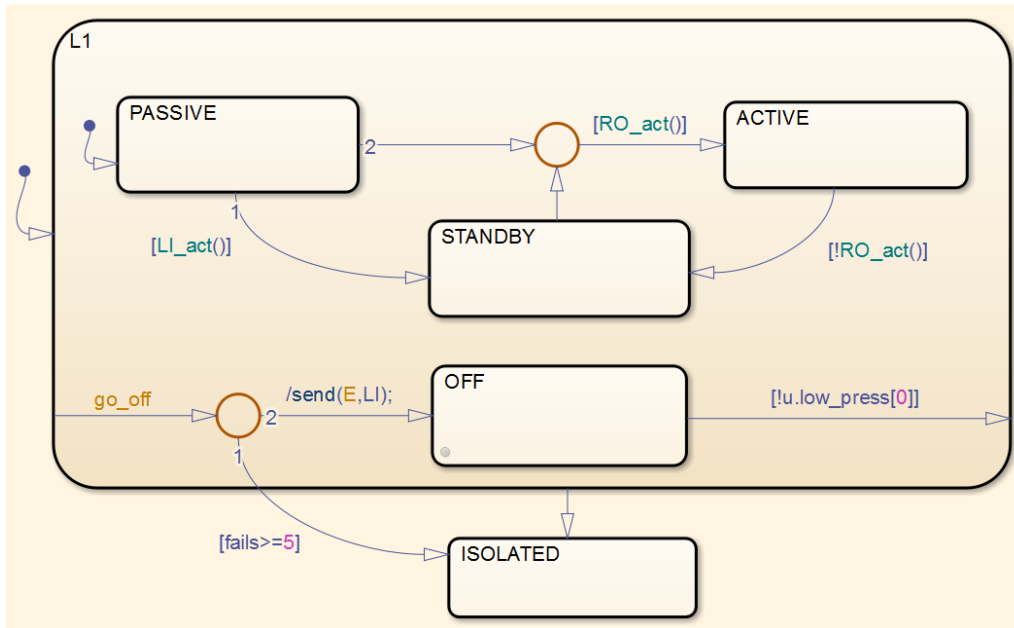 L1
PASSIVE
2
[RO_act()]
ACTIVE
1
[LI_act()]
STANDBY
[!RO_act()]
go_off
/send(E,LI);
2
1
OFF
[!u.low_press[0]]
[fails>=5]
ISOLATED